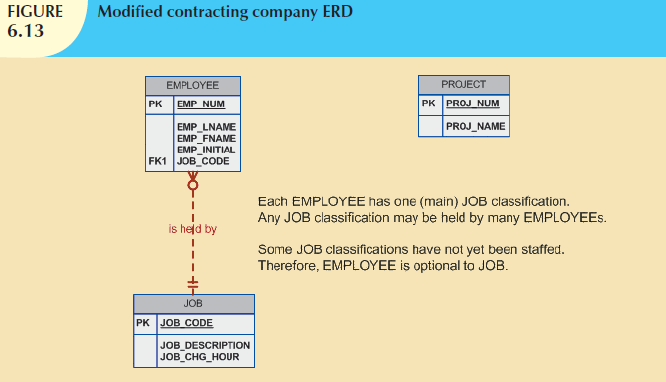 FIGURE
6.13
Modified contracting company ERD
EMPLOYEE
PK EMP_NUM
EMP_LNAME
EMP_FNAME
EMP_INITIAL
FK1 JOB_CODE
PROJECT
PK PROJ_NUM
PROJ_NAME
Each EMPLOYEE has one (main) JOB classification.
Any JOB classification may be held by many EMPLOYEEs.
is held by
Some JOB classifications have not yet been staffed.
Therefore, EMPLOYEE is optional to JOB.
JOB
PK JOB_CODE
JOB_DESCRIPTION
JOB_CHG_HOUR